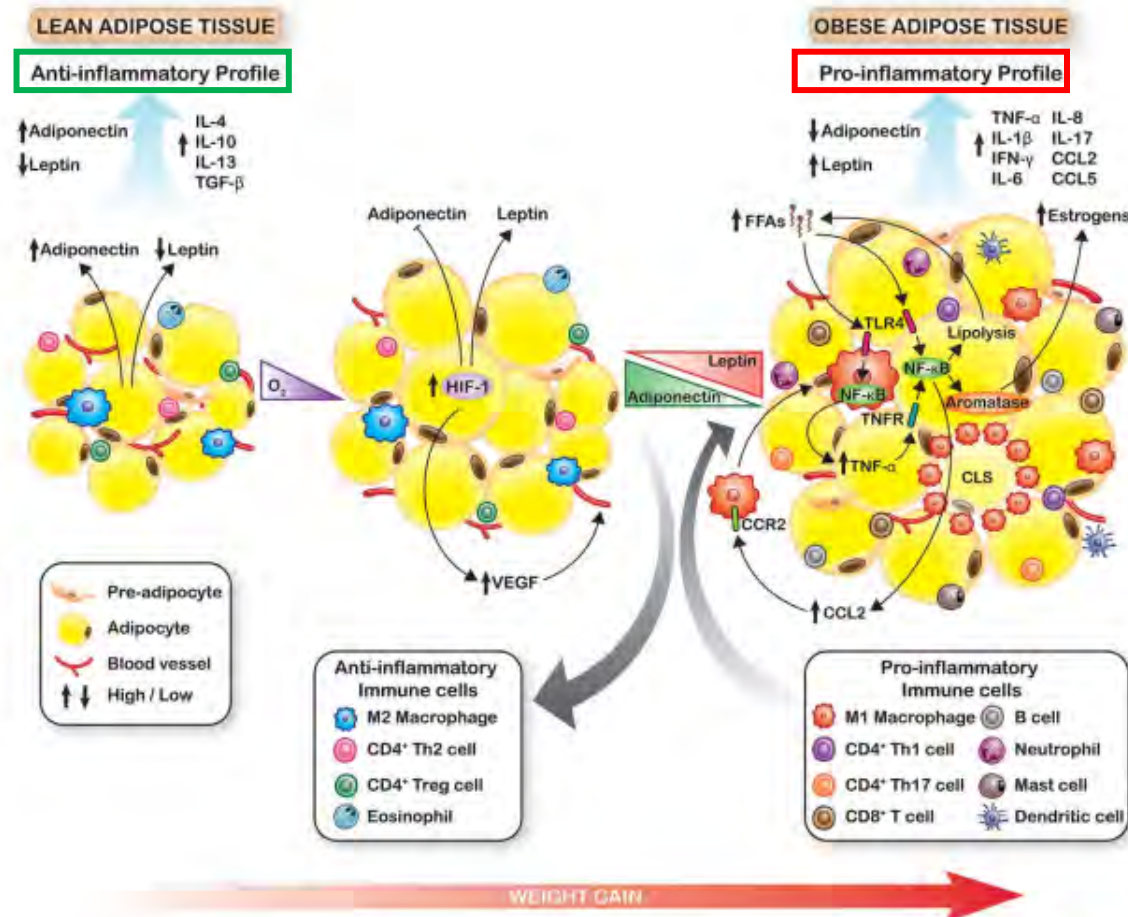 LEAN ADIPOSE TISSUE
Anti-inflammatory Profile
↑Adiponectin
↓Leptin
↑
IL-4
IL-10
IL-13
TGF-β
↑Adiponectin ↓Leptin
O₂
Adiponectin Leptin
↑ HIF-1
↑VEGF
Leptin
Adiponectin
OBESE ADIPOSE TISSUE
Pro-inflammatory Profile
↓Adiponectin
↑Leptin
↑
TNF-α IL-8
IL-1β IL-17
IFN-γ CCL2
IL-6 CCL5
↑FFAs
↑Estrogens
TLR4
Lipolysis
NF-κB
NF-κB
Aromatase
TNFR
↑TNF-α
CLS
CCR2
↑CCL2
Pre-adipocyte
Adipocyte
Blood vessel
↑↓ High / Low
Anti-inflammatory
Immune cells
M2 Macrophage
CD4⁺ Th2 cell
CD4⁺ Treg cell
Eosinophil
Pro-inflammatory
Immune cells
M1 Macrophage B cell
CD4⁺ Th1 cell Neutrophil
CD4⁺ Th17 cell Mast cell
CD8⁺ T cell Dendritic cell
WEIGHT GAIN